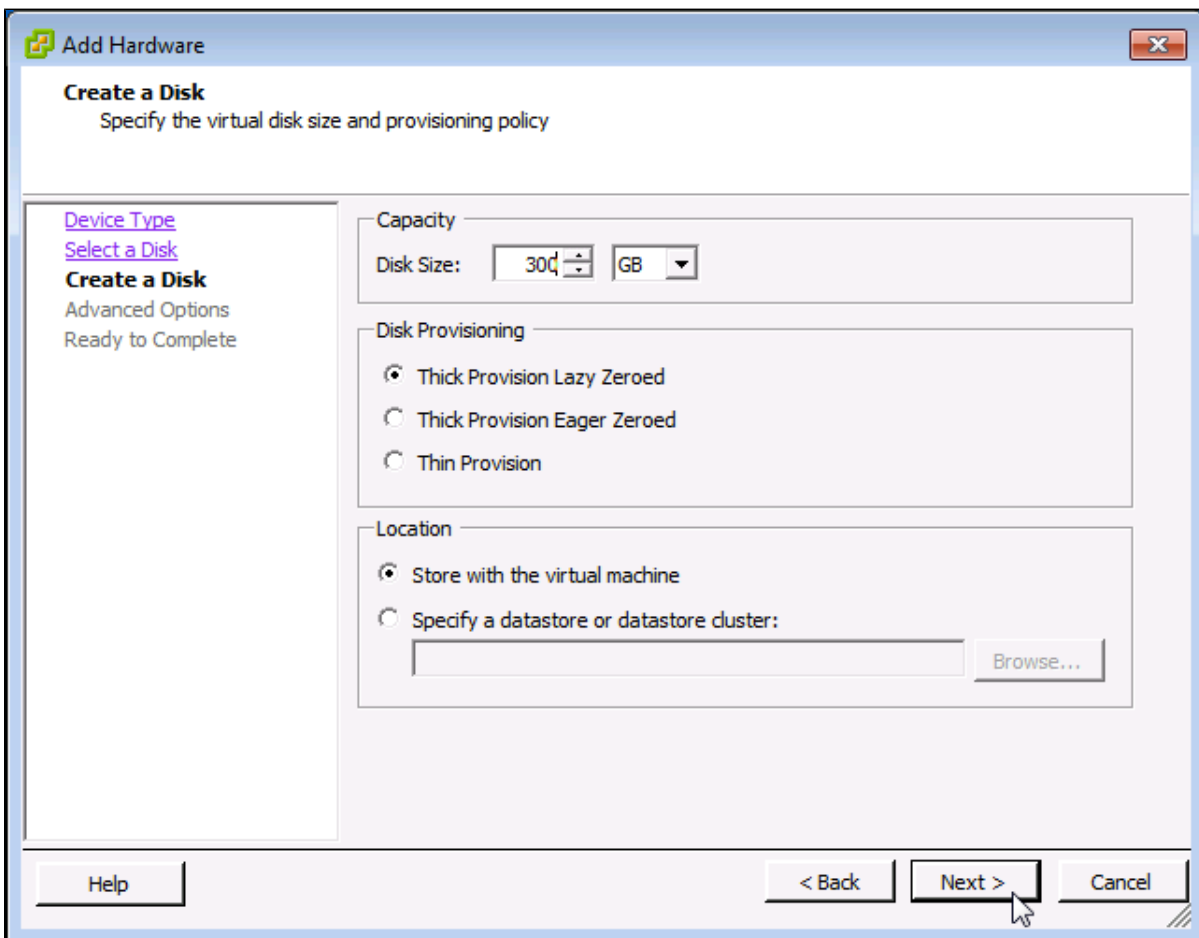 Add Hardware
Create a Disk
Specify the virtual disk size and provisioning policy
Device Type
Select a Disk
Create a Disk
Advanced Options
Ready to Complete
Capacity
Disk Size: 300 GB
Disk Provisioning
Thick Provision Lazy Zeroed
Thick Provision Eager Zeroed
Thin Provision
Location
Store with the virtual machine
Specify a datastore or datastore cluster:
Browse...
Help < Back Next > Cancel